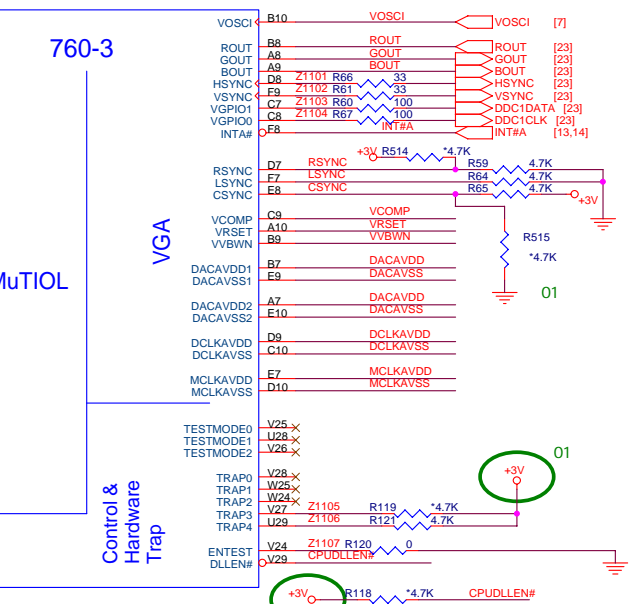 760-3
VGA
MuTIOL
Control &
Hardware
Trap
VOSCI B10 VOSCI VOSCI [7]
ROUT B8 ROUT ROUT [23]
GOUT A8 GOUT GOUT [23]
BOUT A9 BOUT BOUT [23]
HSYNC D8 Z1101 R66 33 HSYNC [23]
VSYNC F9 Z1102 R61 33 VSYNC [23]
VGPIO1 C7 Z1103 R60 100 DDC1DATA [23]
VGPIO0 C8 Z1104 R67 100 DDC1CLK [23]
INTA# F8 INT#A INT#A [13,14]
+3V R514 *4.7K
RSYNC D7 RSYNC R59 4.7K
LSYNC F7 LSYNC R64 4.7K
CSYNC E8 CSYNC R65 4.7K +3V
VCOMP C9 VCOMP
VRSET A10 VRSET
VVBWN B9 VVBWN
R515
*4.7K
01
DACAVDD1 B7 DACAVDD
DACAVSS1 E9 DACAVSS
DACAVDD2 A7 DACAVDD
DACAVSS2 E10 DACAVSS
DCLKAVDD D9 DCLKAVDD
DCLKAVSS C10 DCLKAVSS
MCLKAVDD E7 MCLKAVDD
MCLKAVSS D10 MCLKAVSS
TESTMODE0 V25
TESTMODE1 U28
TESTMODE2 V26
01
+3V
TRAP0 V28
TRAP1 W25
TRAP2 W24
TRAP3 V27 Z1105 R119 *4.7K
TRAP4 U29 Z1106 R121 4.7K
ENTEST V24 Z1107 R120 0
DLLEN# V29 CPUDLLEN#
+3V R118 *4.7K CPUDLLEN#